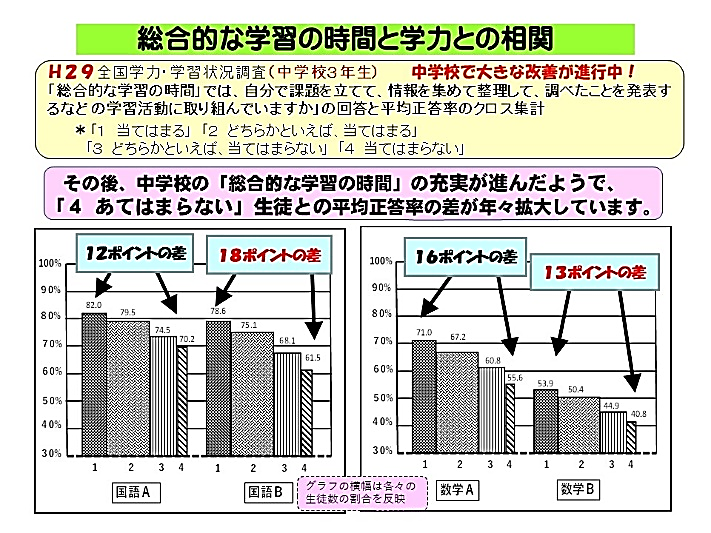 総合的な学習の時間と学力との相関
H29全国学力・学習状況調査(中学校3年生) 中学校で大きな改善が進行中!
「総合的な学習の時間」では、自分で課題を立てて、情報を集めて整理して、調べたことを発表す
るなどの学習活動に取り組んでいますか」の回答と平均正答率のクロス集計
*「1 当てはまる」「2 どちらかといえば、当てはまる」
「3 どちらかといえば、当てはまらない」「4 当てはまらない」
その後、中学校の「総合的な学習の時間」の充実が進んだようで、
「4 あてはまらない」生徒との平均正答率の差が年々拡大しています。
12ポイントの差 18ポイントの差
100%
90%
80%
70%
60%
50%
40%
30%
82.0 79.5 74.5 70.2 78.6 75.1 68.1 61.5
1 2 3 4 1 2 3 4
国語A 国語B
16ポイントの差 13ポイントの差
100%
90%
80%
70%
60%
50%
40%
30%
71.0 67.2 60.8 55.6 53.9 50.4 44.9 40.8
1 2 3 4 1 2 3 4
数学A 数学B
グラフの横幅は各々の
生徒数の割合を反映